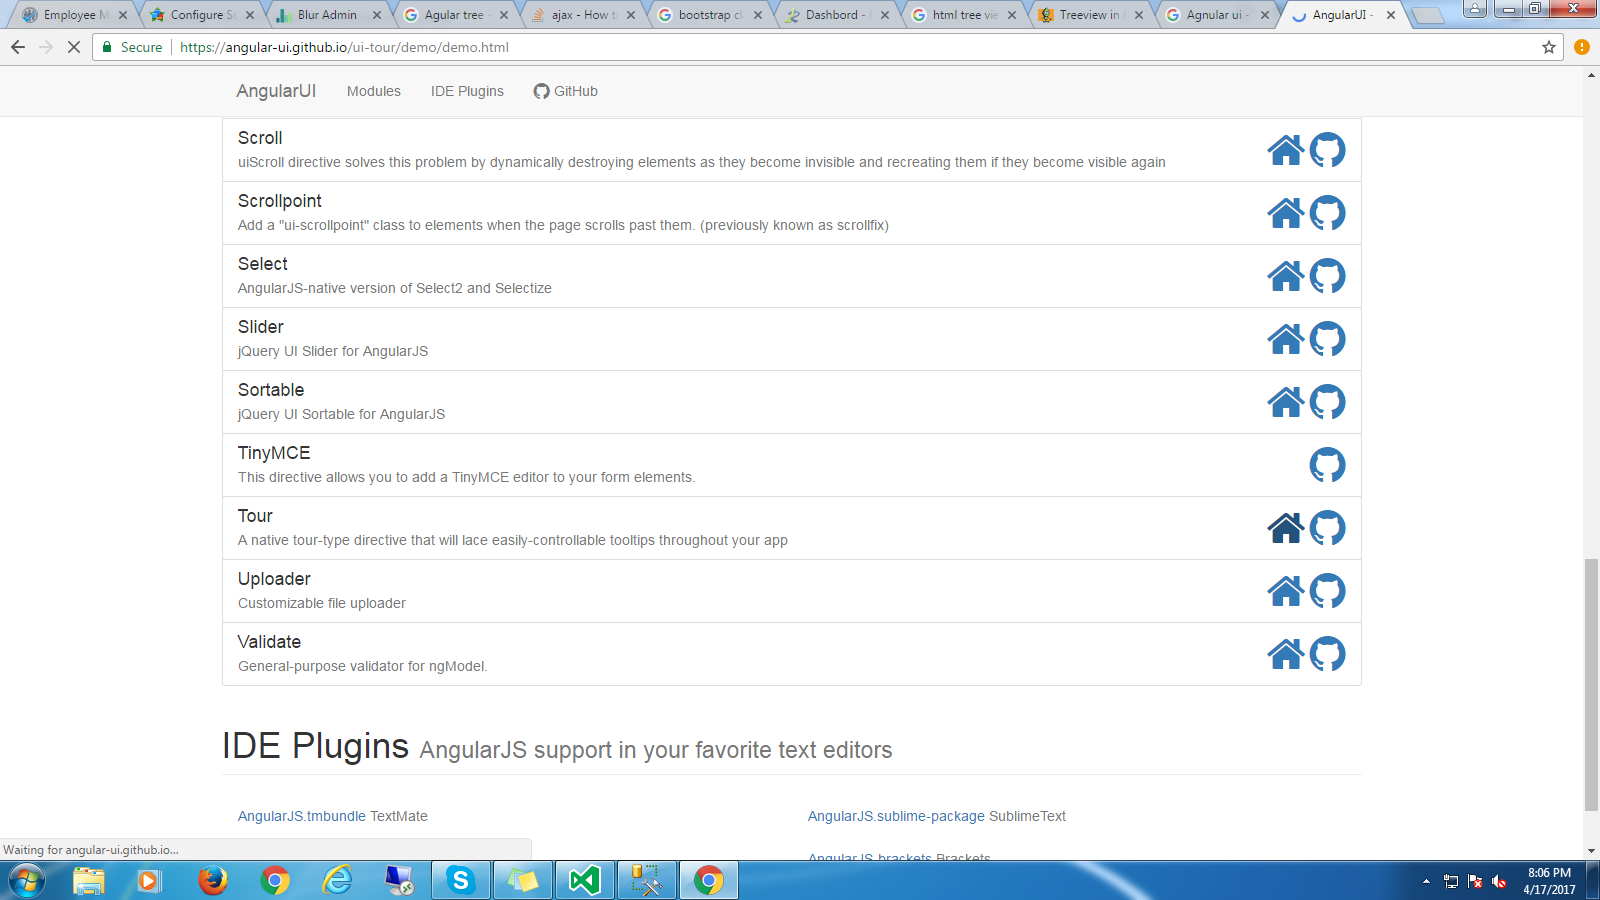 Employee M
Configure Sc
Blur Admin
Agular tree
ajax - How t
bootstrap cl
Dashbord -
html tree vie
Treeview in
Agnular ui -
AngularUI -
Secure
https://angular-ui.github.io/ui-tour/demo/demo.html
AngularUI
Modules
IDE Plugins
GitHub
Scroll
uiScroll directive solves this problem by dynamically destroying elements as they become invisible and recreating them if they become visible again
Scrollpoint
Add a "ui-scrollpoint" class to elements when the page scrolls past them. (previously known as scrollfix)
Select
AngularJS-native version of Select2 and Selectize
Slider
jQuery UI Slider for AngularJS
Sortable
jQuery UI Sortable for AngularJS
TinyMCE
This directive allows you to add a TinyMCE editor to your form elements.
Tour
A native tour-type directive that will lace easily-controllable tooltips throughout your app
Uploader
Customizable file uploader
Validate
General-purpose validator for ngModel.
IDE Plugins AngularJS support in your favorite text editors
AngularJS.tmbundle TextMate
AngularJS.sublime-package SublimeText
AngularJS.brackets Brackets
Waiting for angular-ui.github.io...
8:06 PM
4/17/2017